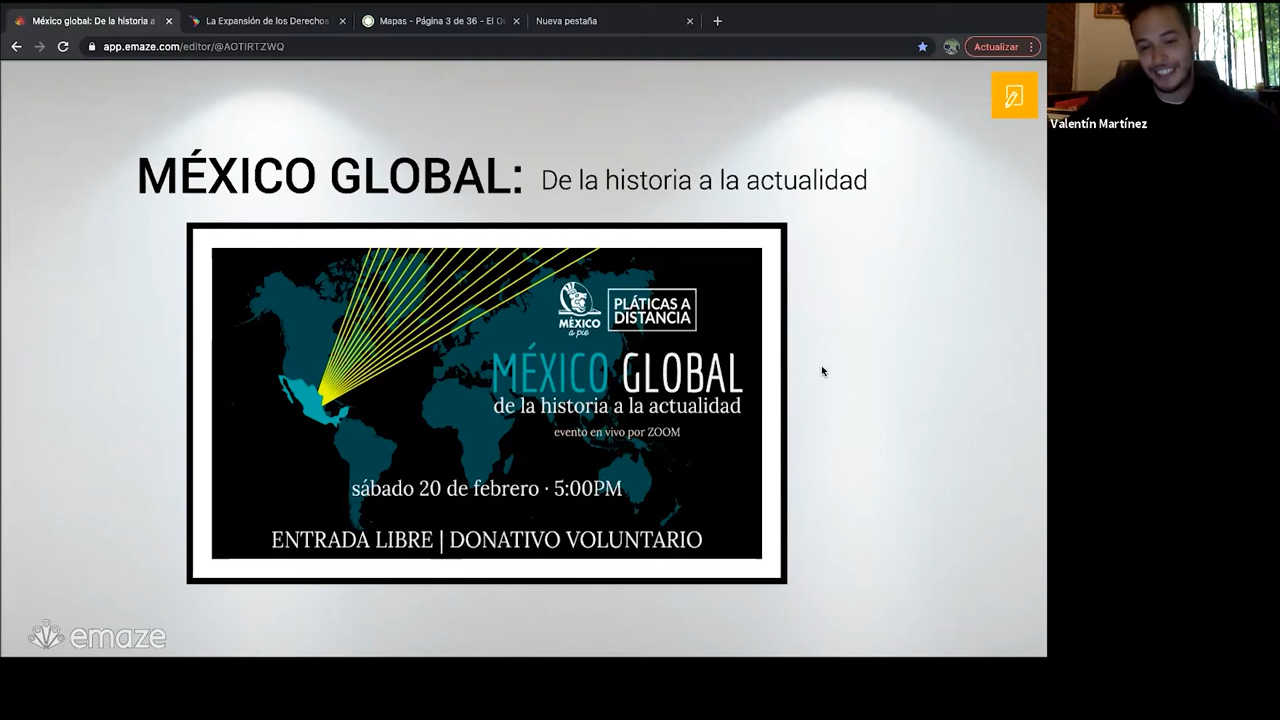 México global: De la historia a
La Expansión de los Derechos
Mapas - Página 3 de 36 - El O
Nueva pestaña
app.emaze.com/editor/@AOTIRTZWQ
Actualizar
Valentín Martínez
MÉXICO GLOBAL: De la historia a la actualidad
MÉXICO
a pie
PLÁTICAS A
DISTANCIA
MÉXICO GLOBAL
de la historia a la actualidad
evento en vivo por ZOOM
sábado 20 de febrero · 5:00PM
ENTRADA LIBRE | DONATIVO VOLUNTARIO
emaze